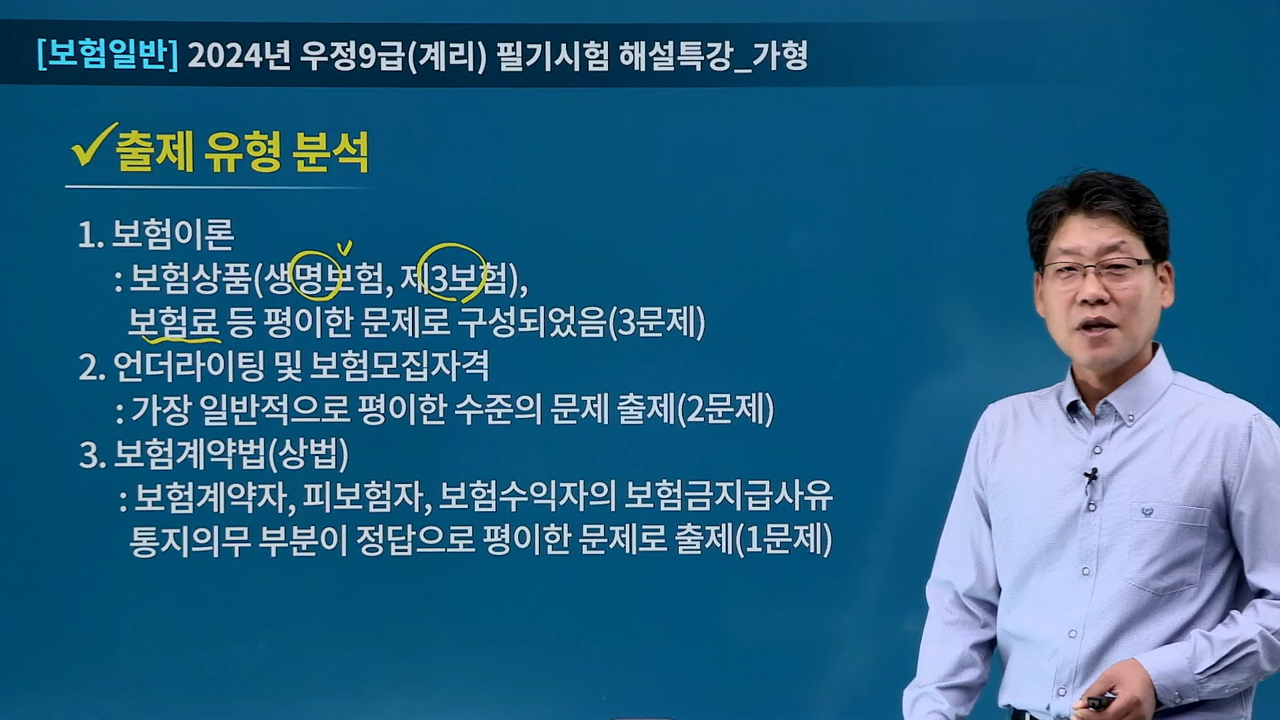 [보험일반] 2024년 우정9급(계리) 필기시험 해설특강_가형
✓출제 유형 분석
1. 보험이론
: 보험상품(생명보험, 제3보험),
보험료 등 평이한 문제로 구성되었음(3문제)
2. 언더라이팅 및 보험모집자격
: 가장 일반적으로 평이한 수준의 문제 출제(2문제)
3. 보험계약법(상법)
: 보험계약자, 피보험자, 보험수익자의 보험금지급사유
통지의무 부분이 정답으로 평이한 문제로 출제(1문제)